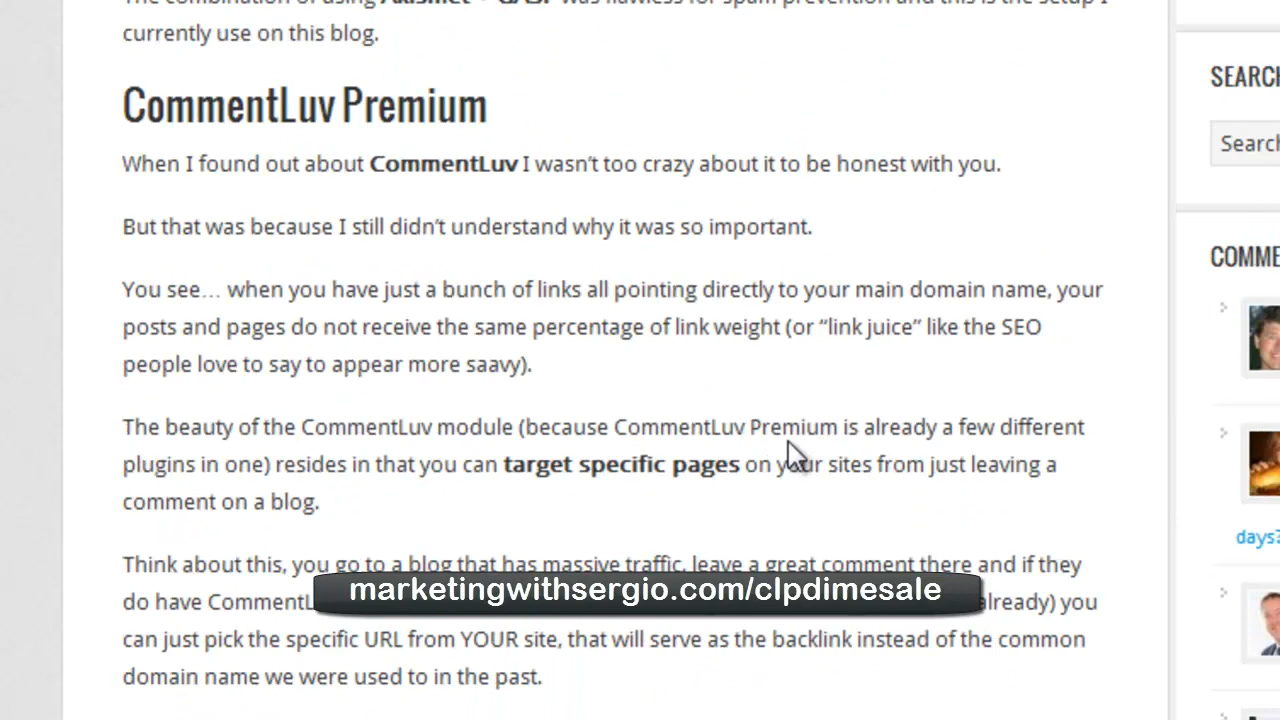 currently use on this blog.
SEARCH
CommentLuv Premium
Search
When I found out about CommentLuv I wasn't too crazy about it to be honest with you.
But that was because I still didn't understand why it was so important.
COMME
You see… when you have just a bunch of links all pointing directly to your main domain name, your
posts and pages do not receive the same percentage of link weight (or “link juice” like the SEO
people love to say to appear more saavy).
The beauty of the CommentLuv module (because CommentLuv Premium is already a few different
plugins in one) resides in that you can target specific pages on your sites from just leaving a
comment on a blog.
days?
Think about this, you go to a blog that has massive traffic, leave a great comment there and if they
marketingwithsergio.com/clpdimesale
do have CommentL already) you
can just pick the specific URL from YOUR site, that will serve as the backlink instead of the common
domain name we were used to in the past.